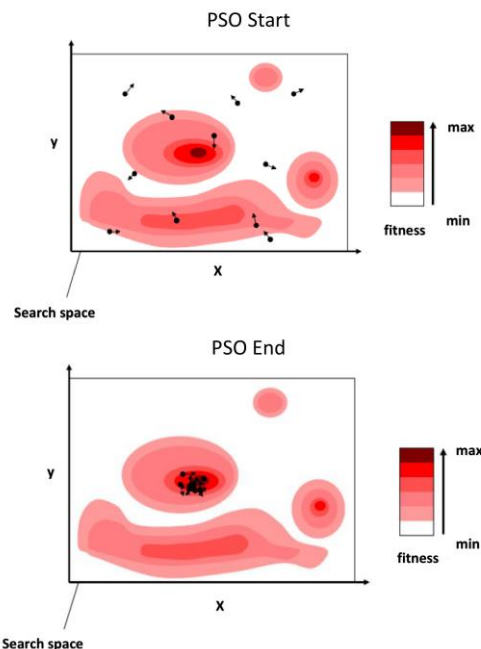 PSO Start
y
max
min
fitness
X
Search space
PSO End
y
max
min
fitness
X
Search space